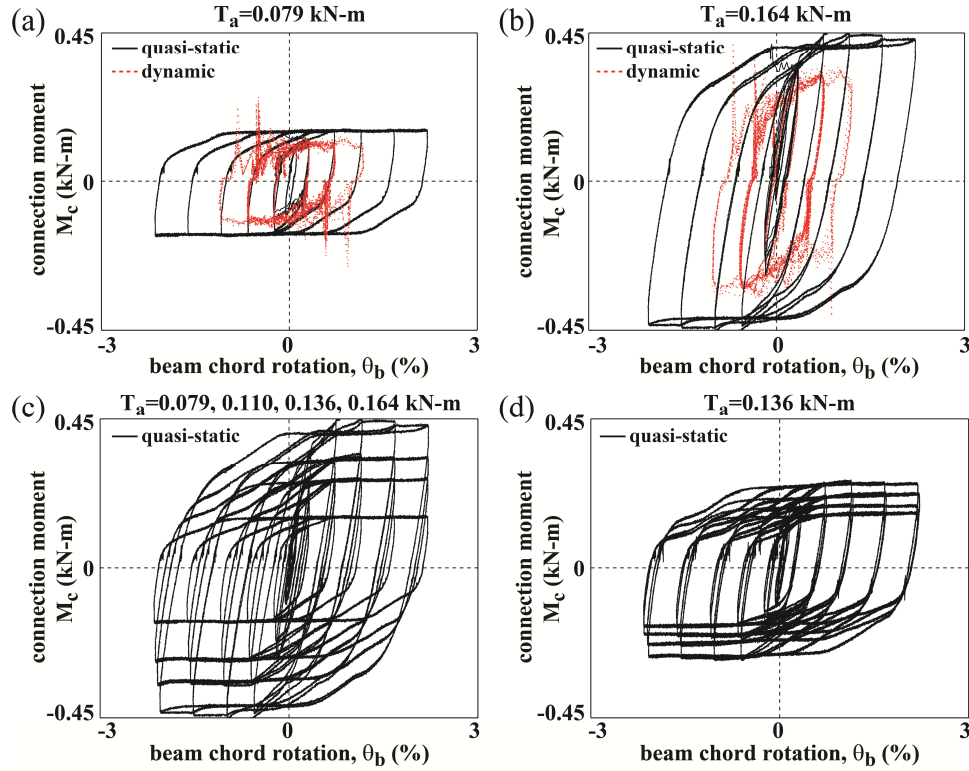 (a)
T_a=0.079 kN-m
0.45
quasi-static
dynamic
connection moment
M_c (kN-m)
0
-0.45
-3
0
3
beam chord rotation, θ_b (%)
(b)
T_a=0.164 kN-m
0.45
quasi-static
dynamic
connection moment
M_c (kN-m)
0
-0.45
-3
0
3
beam chord rotation, θ_b (%)
(c)
T_a=0.079, 0.110, 0.136, 0.164 kN-m
0.45
quasi-static
connection moment
M_c (kN-m)
0
-0.45
-3
0
3
beam chord rotation, θ_b (%)
(d)
T_a=0.136 kN-m
0.45
quasi-static
connection moment
M_c (kN-m)
0
-0.45
-3
0
3
beam chord rotation, θ_b (%)